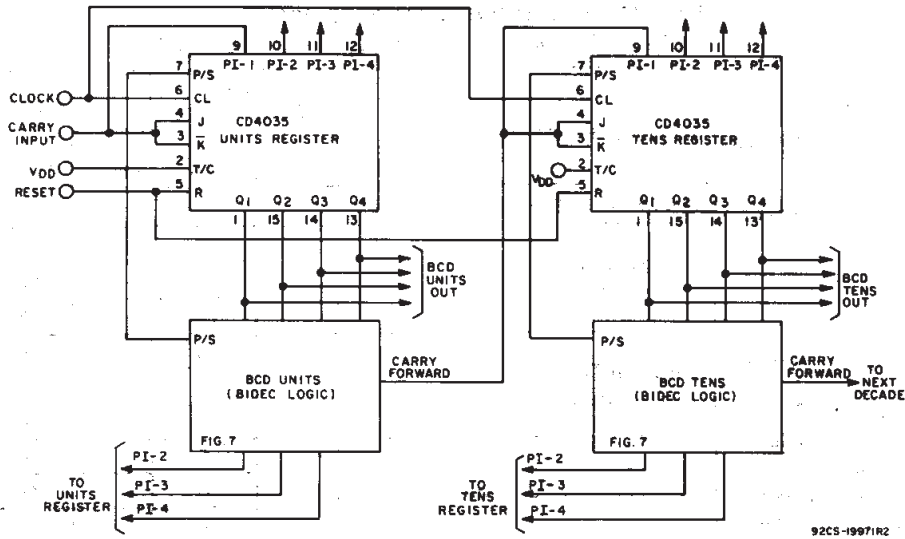 9 10 11 12
PI-1 PI-2 PI-3 PI-4
7 P/S
CLOCK
6 CL
CARRY
INPUT
4 J
3 K̅
CD4035
UNITS REGISTER
VDD
2 T/C
RESET
5 R
Q1 Q2 Q3 Q4
1 15 14 13
BCD
UNITS
OUT
P/S
BCD UNITS
(BIDEC LOGIC)
FIG. 7
CARRY
FORWARD
PI-2
PI-3
PI-4
TO
UNITS
REGISTER
9 10 11 12
PI-1 PI-2 PI-3 PI-4
7 P/S
6 CL
4 J
3 K̅
CD4035
TENS REGISTER
VDD
2 T/C
5 R
Q1 Q2 Q3 Q4
1 15 14 13
BCD
TENS
OUT
P/S
BCD TENS
(BIDEC LOGIC)
FIG. 7
CARRY
FORWARD
TO
NEXT
DECADE
PI-2
PI-3
PI-4
TO
TENS
REGISTER
92CS-19971R2